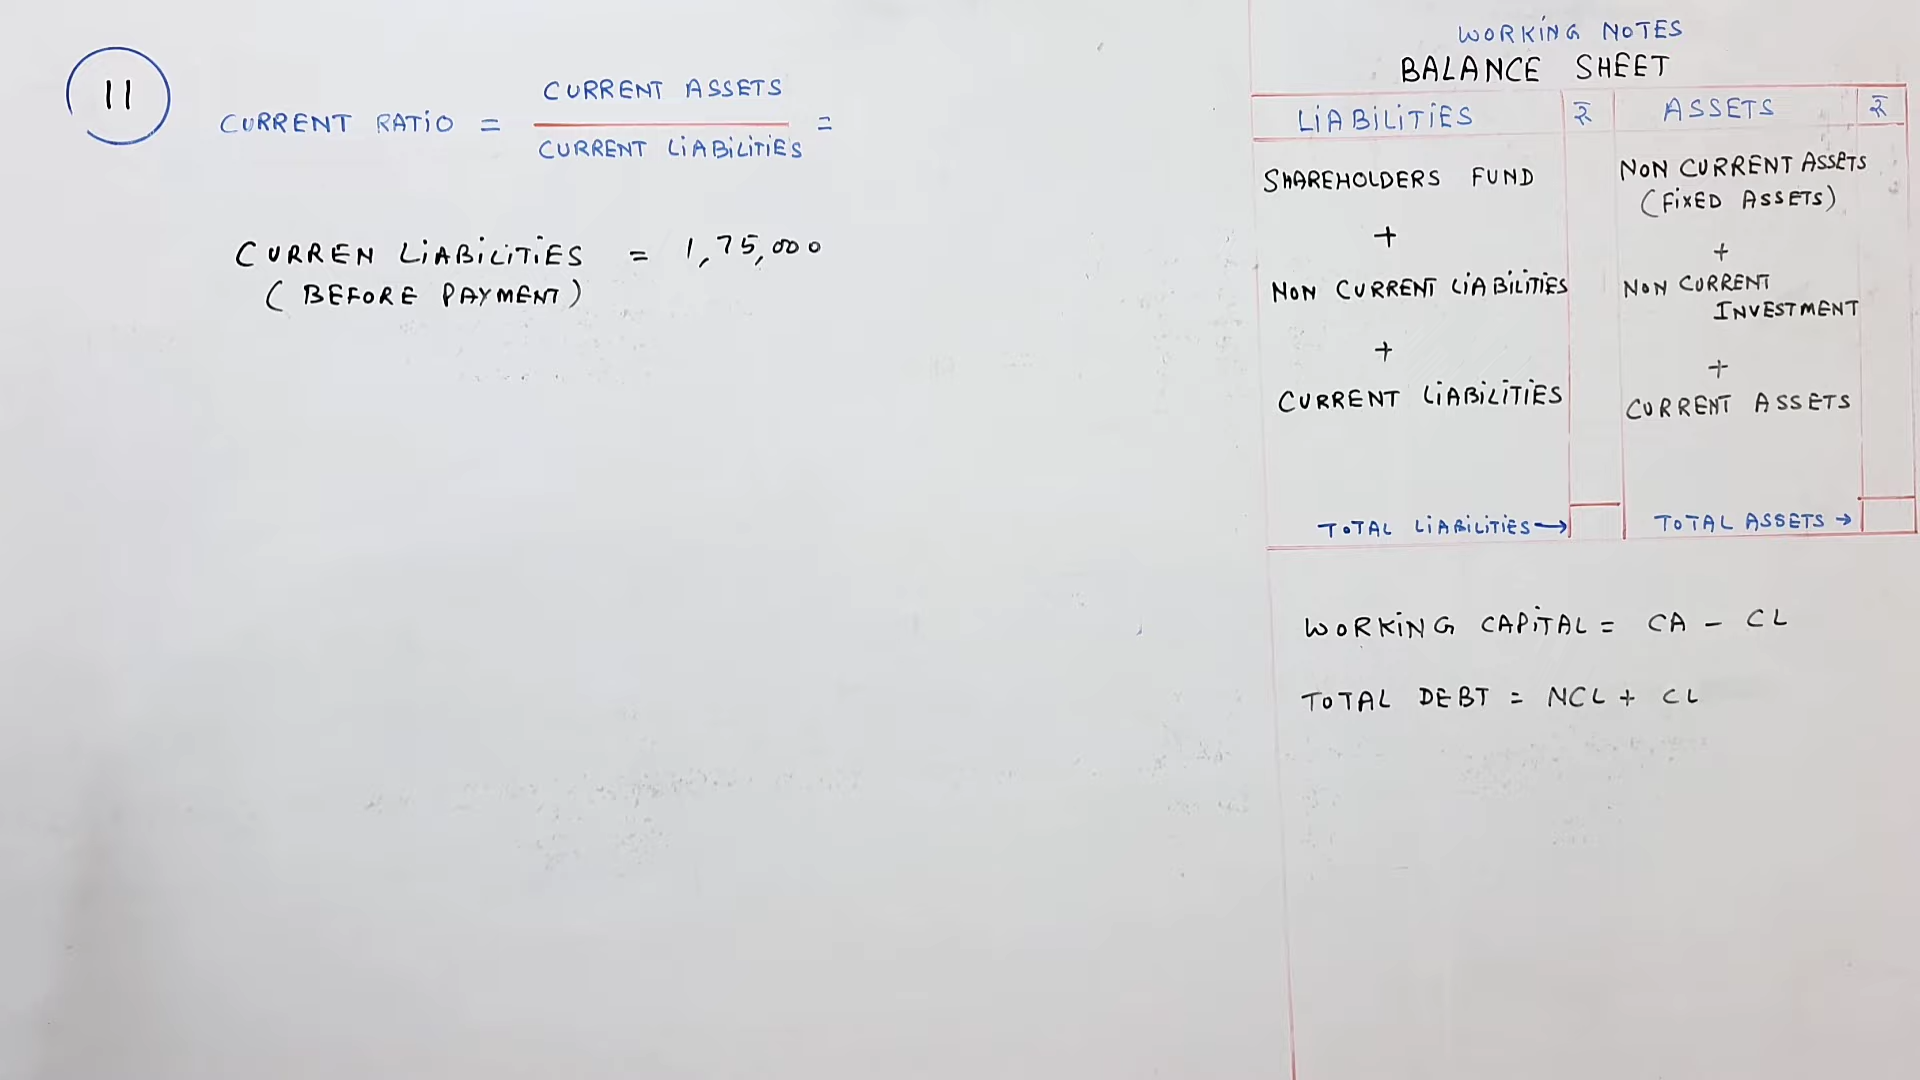 11
CURRENT RATIO = CURRENT ASSETS
CURRENT LIABILITIES =
CURREN LIABILITIES = 1,75,000
(BEFORE PAYMENT)
WORKING NOTES
BALANCE SHEET
LIABILITIES ₹ ASSETS ₹
SHAREHOLDERS FUND
+
NON CURRENT LIABILITIES
+
CURRENT LIABILITIES
TOTAL LIABILITIES→
NON CURRENT ASSETS
(FIXED ASSETS)
+
NON CURRENT
INVESTMENT
+
CURRENT ASSETS
TOTAL ASSETS →
WORKING CAPITAL = CA - CL
TOTAL DEBT = NCL + CL